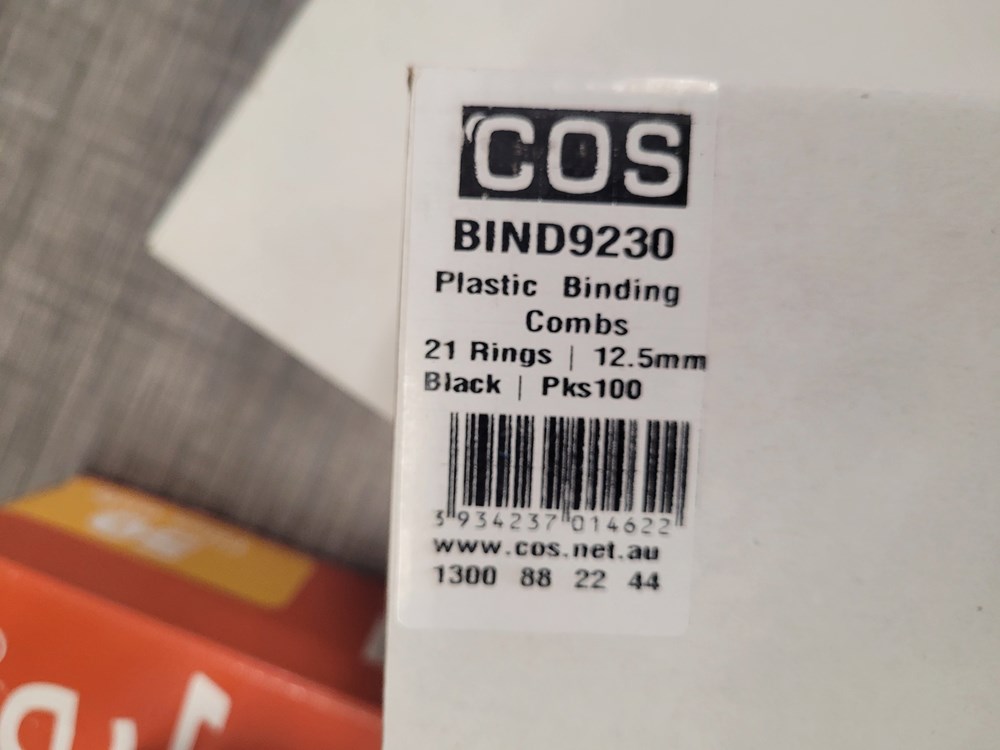 COS
BIND9230
Plastic Binding
Combs
21 Rings | 12.5mm
Black | Pks100
3 934237 014622
www.cos.net.au
1300 88 22 44